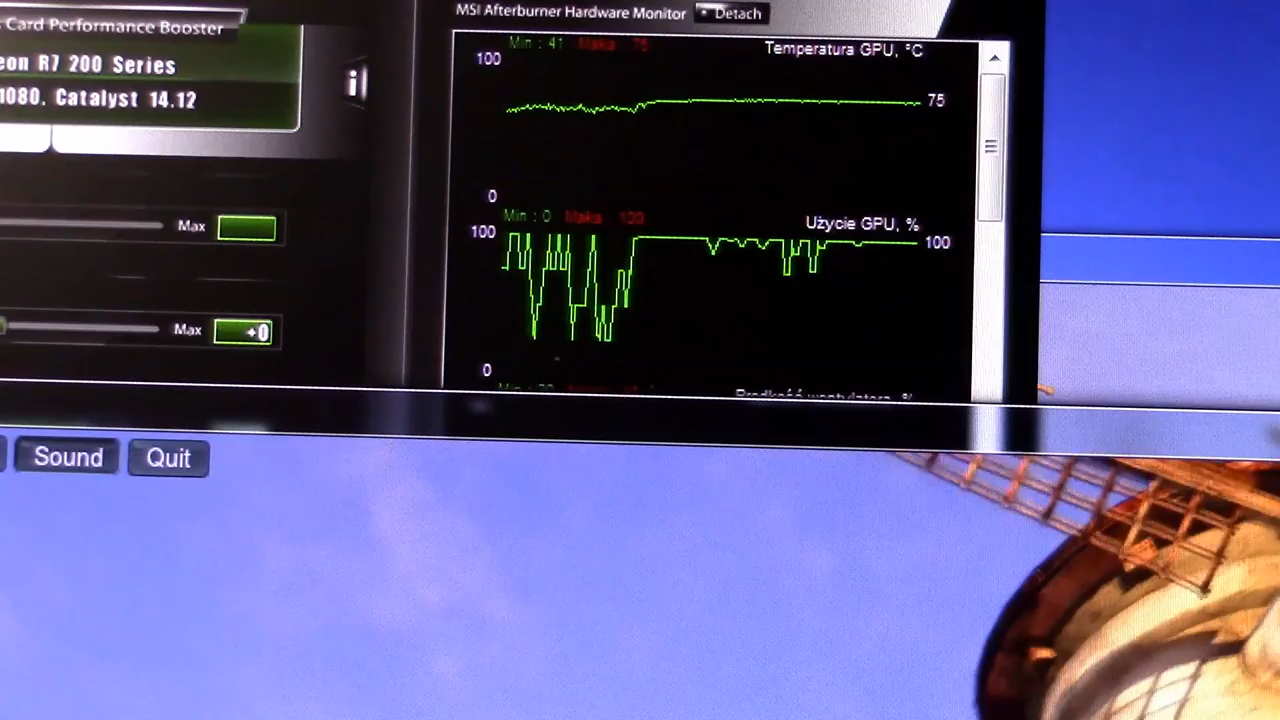 Card Performance Booster
eon R7 200 Series
1080, Catalyst 14.12
i
Max
Max +0
MSI Afterburner Hardware Monitor
Detach
Min : 41 Maks : 75
Temperatura GPU, °C
100
75
0
Min : 0 Maks : 100
Użycie GPU, %
100
100
0
Prędkość wentylatora, %
Sound
Quit